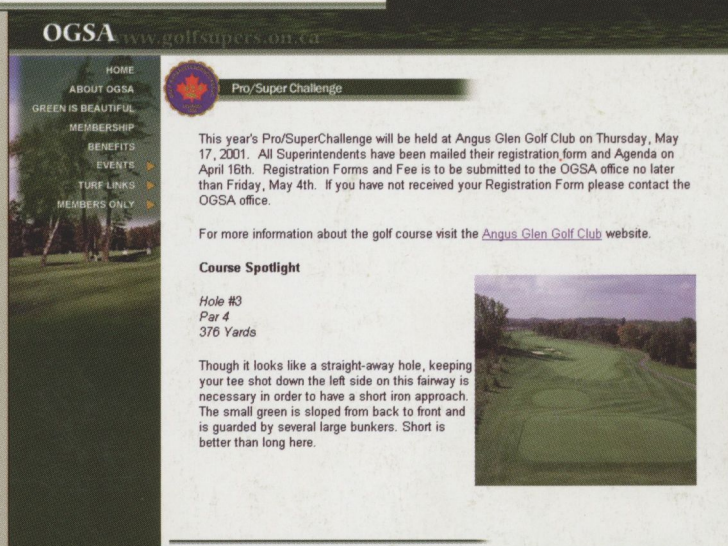 OGSA
www.golfsupers.on.ca
HOME
ABOUT OGSA
GREEN IS BEAUTIFUL
MEMBERSHIP
BENEFITS
EVENTS
TURF LINKS
MEMBERS ONLY
Pro/Super Challenge
This year's Pro/SuperChallenge will be held at Angus Glen Golf Club on Thursday, May
17, 2001. All Superintendents have been mailed their registration form and Agenda on
April 16th. Registration Forms and Fee is to be submitted to the OGSA office no later
than Friday, May 4th. If you have not received your Registration Form please contact the
OGSA office.
For more information about the golf course visit the Angus Glen Golf Club website.
Course Spotlight
Hole #3
Par 4
376 Yards
Though it looks like a straight-away hole, keeping
your tee shot down the left side on this fairway is
necessary in order to have a short iron approach.
The small green is sloped from back to front and
is guarded by several large bunkers. Short is
better than long here.